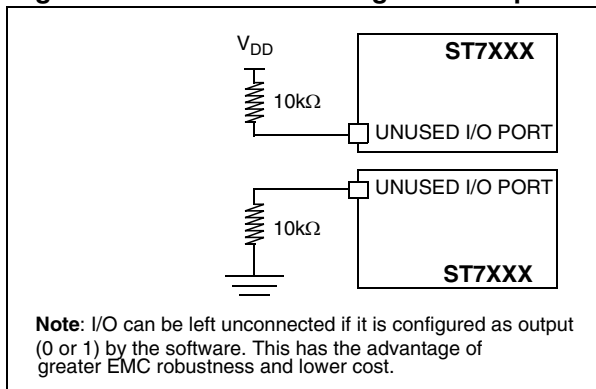 V_DD
ST7XXX
10kΩ
UNUSED I/O PORT
UNUSED I/O PORT
10kΩ
ST7XXX
Note: I/O can be left unconnected if it is configured as output
(0 or 1) by the software. This has the advantage of
greater EMC robustness and lower cost.